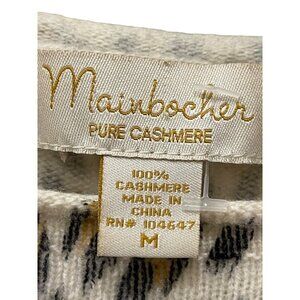 Mainbocher
PURE CASHMERE
100%
CASHMERE
MADE IN
CHINA
RN# 104647
M